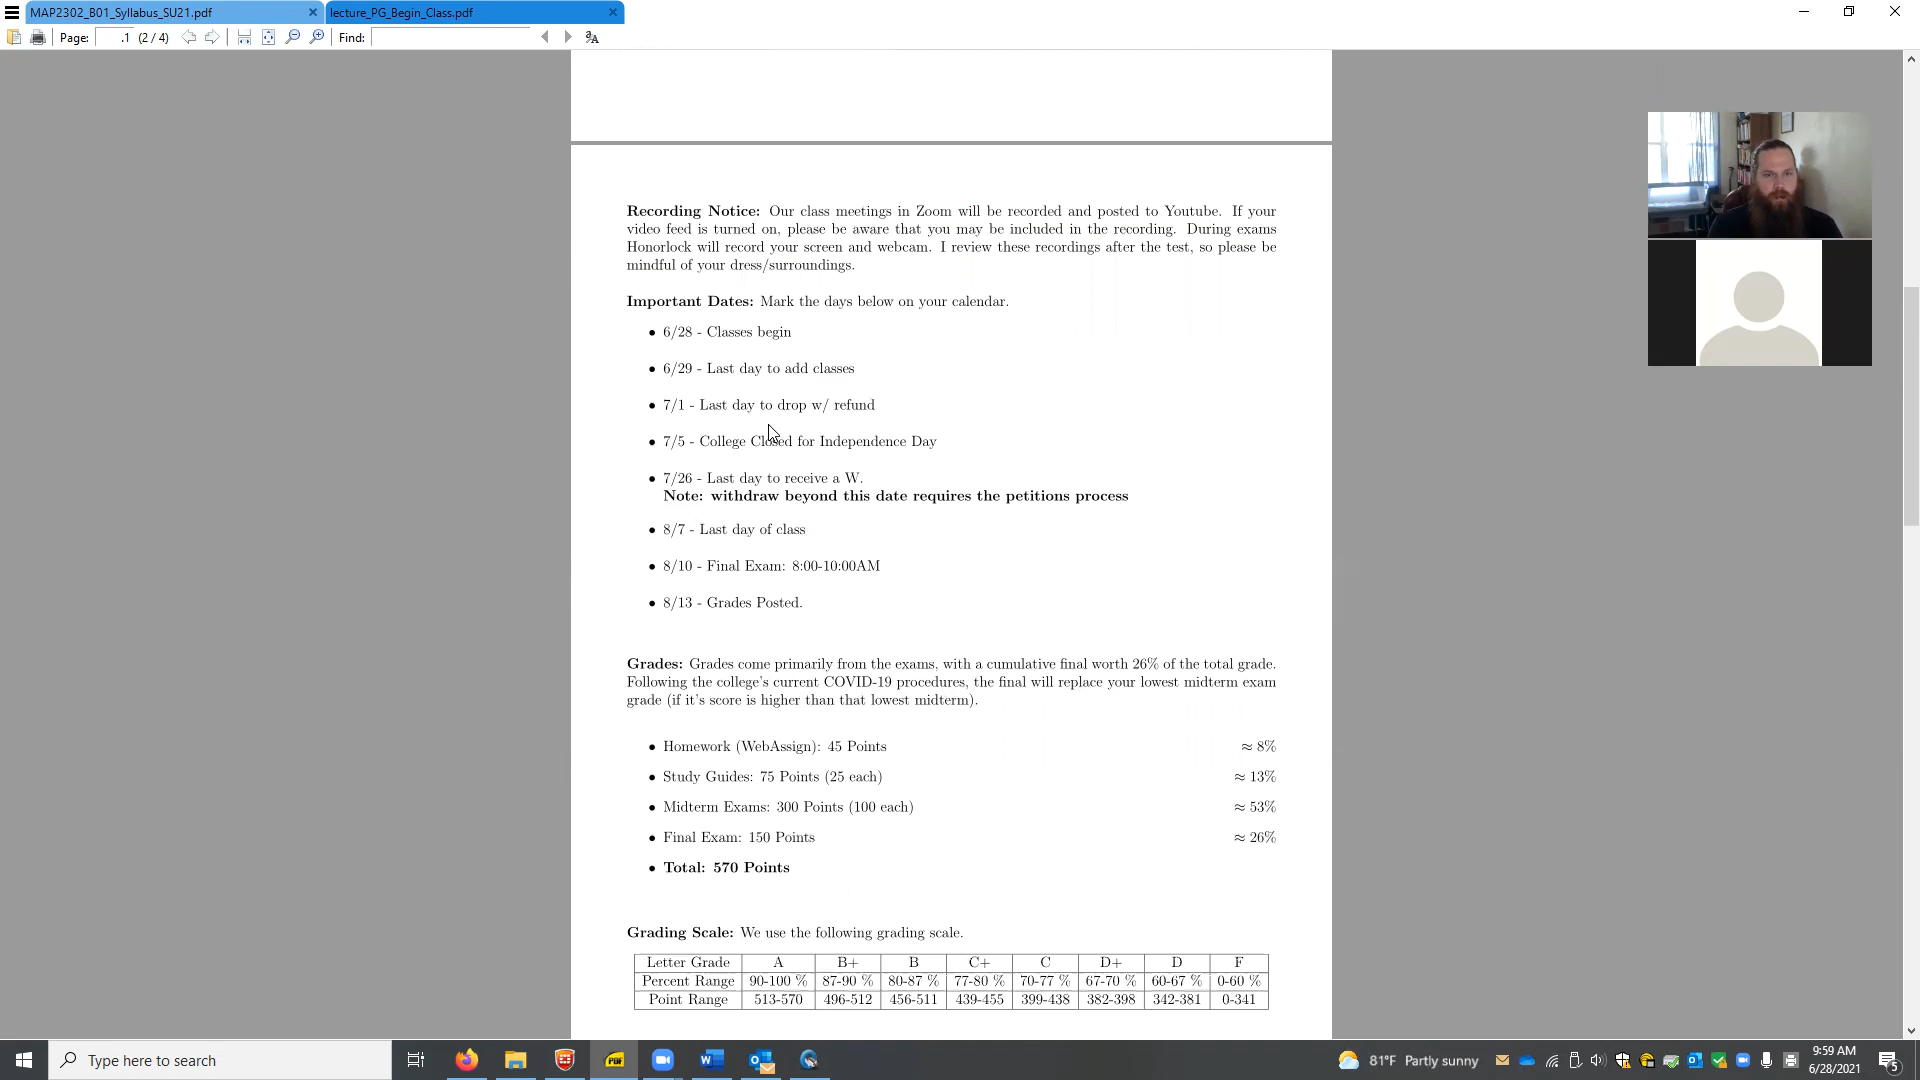 MAP2302_B01_Syllabus_SU21.pdf
lecture_PG_Begin_Class.pdf
Page: .1 (2 / 4) Find:
Recording Notice: Our class meetings in Zoom will be recorded and posted to Youtube. If your
video feed is turned on, please be aware that you may be included in the recording. During exams
Honorlock will record your screen and webcam. I review these recordings after the test, so please be
mindful of your dress/surroundings.
Important Dates: Mark the days below on your calendar.
• 6/28 - Classes begin
• 6/29 - Last day to add classes
• 7/1 - Last day to drop w/ refund
• 7/5 - College Closed for Independence Day
• 7/26 - Last day to receive a W.
Note: withdraw beyond this date requires the petitions process
• 8/7 - Last day of class
• 8/10 - Final Exam: 8:00-10:00AM
• 8/13 - Grades Posted.
Grades: Grades come primarily from the exams, with a cumulative final worth 26% of the total grade.
Following the college's current COVID-19 procedures, the final will replace your lowest midterm exam
grade (if it's score is higher than that lowest midterm).
• Homework (WebAssign): 45 Points ≈ 8%
• Study Guides: 75 Points (25 each) ≈ 13%
• Midterm Exams: 300 Points (100 each) ≈ 53%
• Final Exam: 150 Points ≈ 26%
• Total: 570 Points
Grading Scale: We use the following grading scale.
Letter Grade A B+ B C+ C D+ D F
Percent Range 90-100 % 87-90 % 80-87 % 77-80 % 70-77 % 67-70 % 60-67 % 0-60 %
Point Range 513-570 496-512 456-511 439-455 399-438 382-398 342-381 0-341
Type here to search
PDF
81°F Partly sunny
9:59 AM
6/28/2021
5